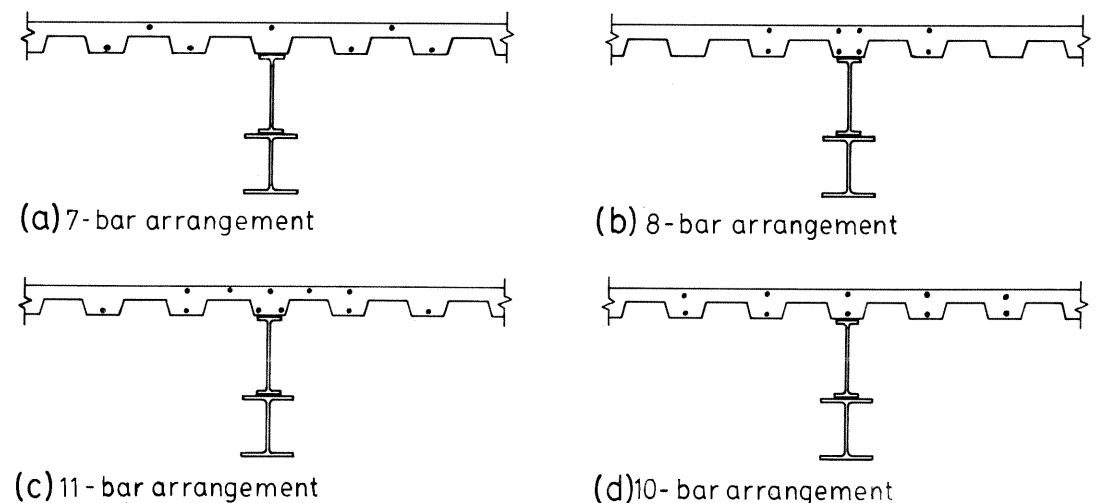 (a) 7-bar arrangement
(b) 8-bar arrangement
(c) 11-bar arrangement
(d) 10-bar arrangement